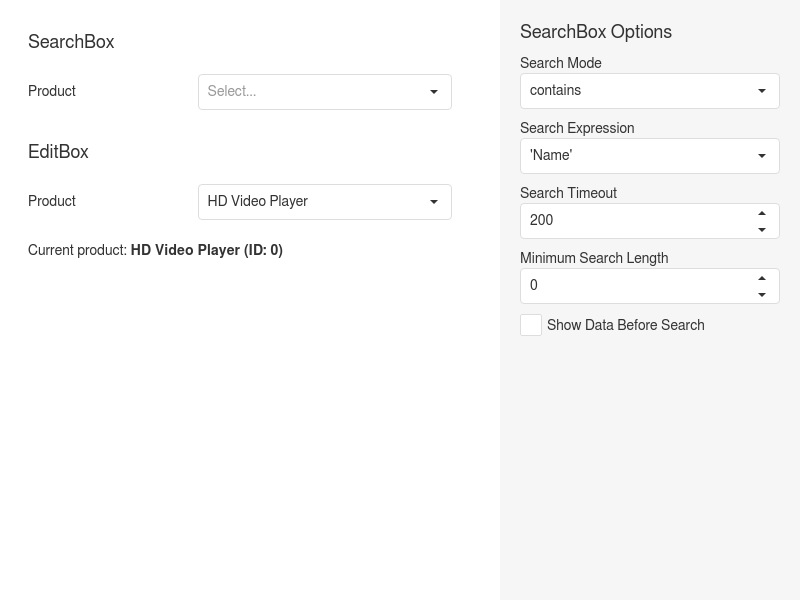 SearchBox
Product
Select...
EditBox
Product
HD Video Player
Current product: HD Video Player (ID: 0)
SearchBox Options
Search Mode
contains
Search Expression
'Name'
Search Timeout
200
Minimum Search Length
0
Show Data Before Search